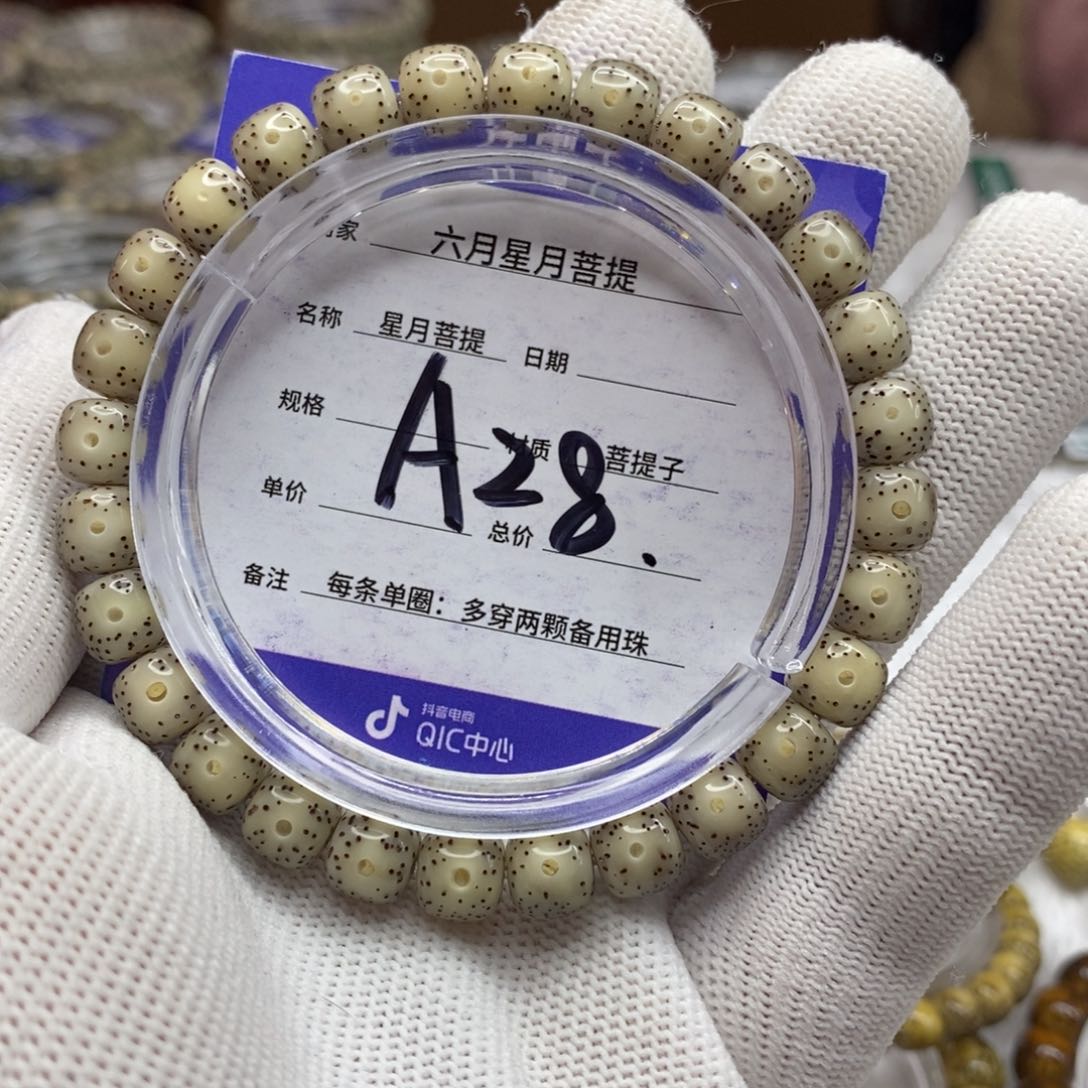 家 六月星月菩提
名称 星月菩提 日期
规格 材质 菩提子
A28.
单价 总价
备注 每条单圈：多穿两颗备用珠
抖音电商
QIC中心